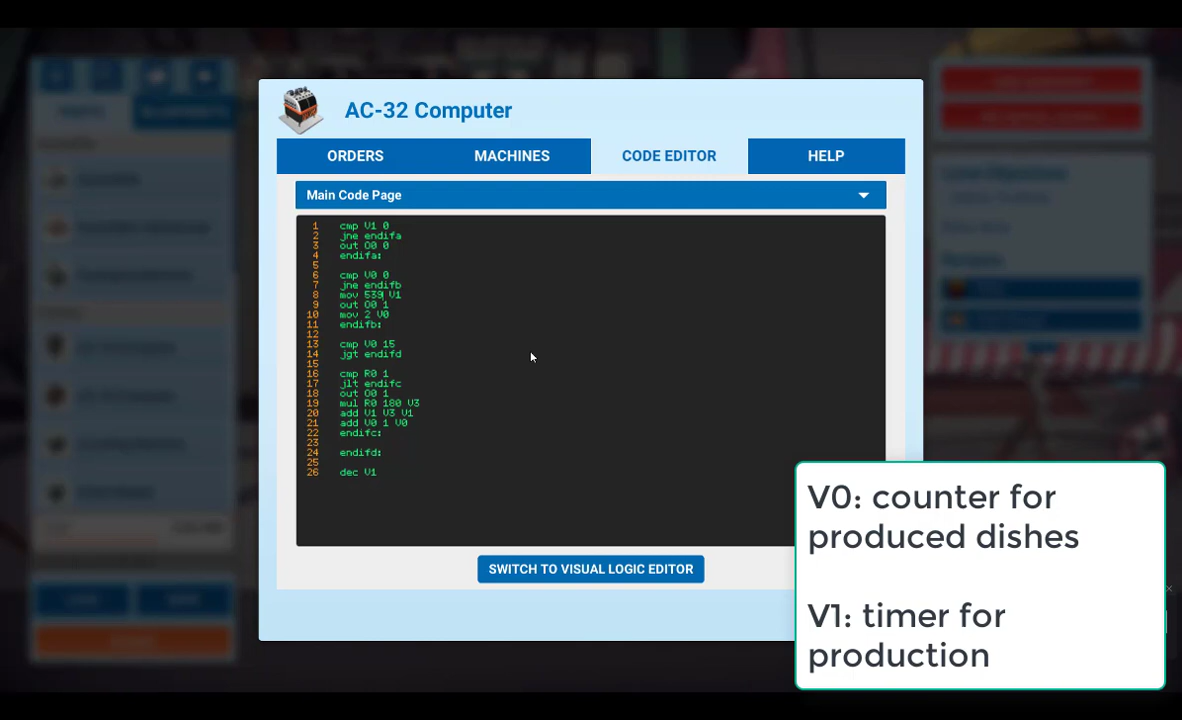 AC-32 Computer
ORDERS MACHINES CODE EDITOR HELP
Main Code Page
1 cmp V1 0
2 jne endifa
3 out O0 0
4 endifa:
5
6 cmp V0 0
7 jne endifb
8 mov 539 V1
9 out O0 1
10 mov 2 V0
11 endifb:
12
13 cmp V0 15
14 jgt endifd
15
16 cmp R0 1
17 jlt endifc
18 out O0 1
19 mul R0 180 V3
20 add V1 V3 V1
21 add V0 1 V0
22 endifc:
23
24 endifd:
25
26 dec V1
SWITCH TO VISUAL LOGIC EDITOR
V0: counter for
produced dishes
V1: timer for
production